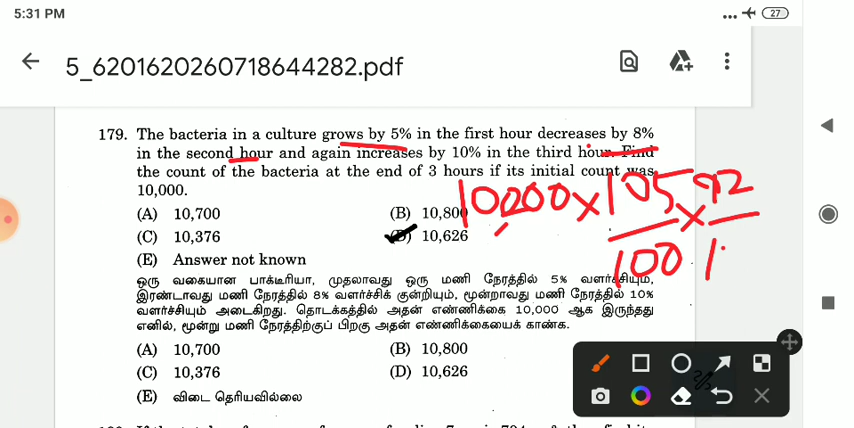 5:31 PM
27
5_6201620260718644282.pdf
179. The bacteria in a culture grows by 5% in the first hour decreases by 8%
in the second hour and again increases by 10% in the third hour. Find
the count of the bacteria at the end of 3 hours if its initial count was
10,000.
10,000 × 105/100 × 92/1
(A) 10,700 (B) 10,800
(C) 10,376 (D) 10,626
(E) Answer not known
ஒரு வகையான பாக்டீரியா, முதலாவது ஒரு மணி நேரத்தில் 5% வளர்ச்சியும்,
இரண்டாவது மணி நேரத்தில் 8% வளர்ச்சிக் குன்றியும், மூன்றாவது மணி நேரத்தில் 10%
வளர்ச்சியும் அடைகிறது. தொடக்கத்தில் அதன் எண்ணிக்கை 10,000 ஆக இருந்தது
எனில், மூன்று மணி நேரத்திற்குப் பிறகு அதன் எண்ணிக்கையைக் காண்க.
(A) 10,700 (B) 10,800
(C) 10,376 (D) 10,626
(E) விடை தெரியவில்லை